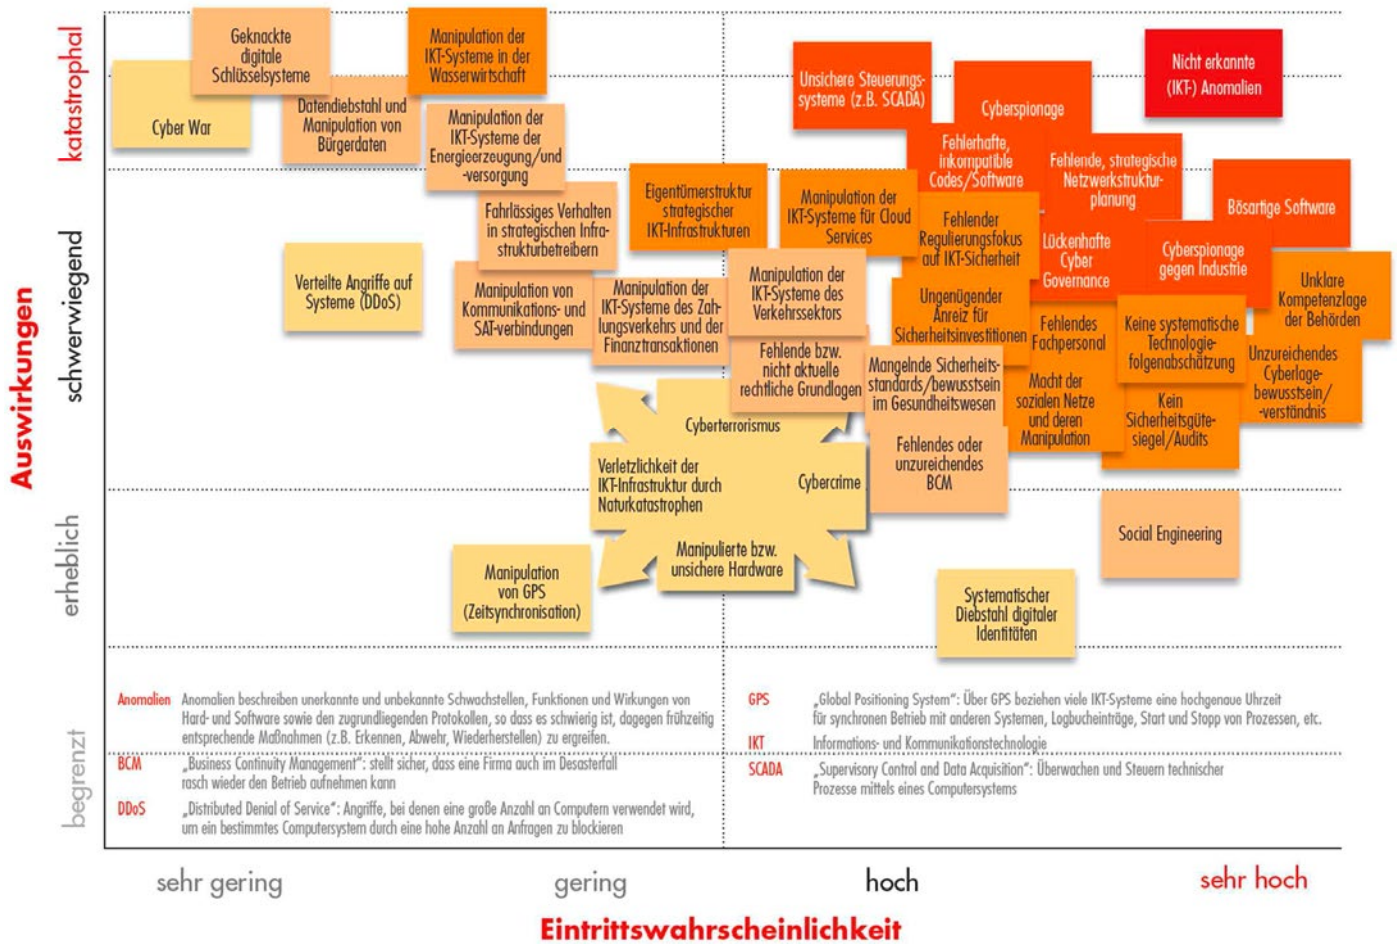 Auswirkungen
katastrophal
schwerwiegend
erheblich
begrenzt
Geknackte
digitale
Schlüsselsysteme
Cyber War
Datendiebstahl und
Manipulation von
Bürgerdaten
Manipulation der
IKT-Systeme in der
Wasserwirtschaft
Manipulation der
IKT-Systeme der
Energieerzeugung/und
-versorgung
Unsichere Steuerungs-
systeme (z.B. SCADA)
Cyberspionage
Nicht erkannte
(IKT-) Anomalien
Fehlerhafte,
inkompatible
Codes/Software
Fehlende, strategische
Netzwerkstruktur-
planung
Bösartige Software
Fahrlässiges Verhalten
in strategischen Infra-
strukturbetreibern
Eigentümerstruktur
strategischer
IKT-Infrastrukturen
Manipulation der
IKT-Systeme für Cloud
Services
Fehlender
Regulierungsfokus
auf IKT-Sicherheit
Lückenhafte
Cyber
Governance
Cyberspionage
gegen Industrie
Unklare
Kompetenzlage
der Behörden
Verteilte Angriffe auf
Systeme (DDoS)
Manipulation von
Kommunikations- und
SAT-verbindungen
Manipulation der
IKT-Systeme des Zah-
lungsverkehrs und der
Finanztransaktionen
Manipulation der
IKT-Systeme des
Verkehrssektors
Ungenügender
Anreiz für
Sicherheitsinvestitionen
Fehlendes
Fachpersonal
Keine systematische
Technologie-
folgenabschätzung
Unzureichendes
Cyberlage-
bewusstsein/
-verständnis
Fehlende bzw.
nicht aktuelle
rechtliche Grundlagen
Mangelnde Sicherheits-
standards/bewusstsein
im Gesundheitswesen
Macht der
sozialen Netze
und deren
Manipulation
Kein
Sicherheitsgüte-
siegel/Audits
Cyberterrorismus
Verletzlichkeit der
IKT-Infrastruktur durch
Naturkatastrophen
Cybercrime
Manipulierte bzw.
unsichere Hardware
Fehlendes oder
unzureichendes
BCM
Social Engineering
Manipulation
von GPS
(Zeitsynchronisation)
Systematischer
Diebstahl digitaler
Identitäten
Anomalien Anomalien beschreiben unerkannte und unbekannte Schwachstellen, Funktionen und Wirkungen von
Hard- und Software sowie den zugrundliegenden Protokollen, so dass es schwierig ist, dagegen frühzeitig
entsprechende Maßnahmen (z.B. Erkennen, Abwehr, Wiederherstellen) zu ergreifen.
BCM „Business Continuity Management“: stellt sicher, dass eine Firma auch im Desasterfall
rasch wieder den Betrieb aufnehmen kann
DDoS „Distributed Denial of Service“: Angriffe, bei denen eine große Anzahl an Computern verwendet wird,
um ein bestimmtes Computersystem durch eine hohe Anzahl an Anfragen zu blockieren
GPS „Global Positioning System“: Über GPS beziehen viele IKT-Systeme eine hochgenaue Uhrzeit
für synchronen Betrieb mit anderen Systemen, Logbucheinträge, Start und Stopp von Prozessen, etc.
IKT Informations- und Kommunikationstechnologie
SCADA „Supervisory Control and Data Acquisition“: Überwachen und Steuern technischer
Prozesse mittels eines Computersystems
sehr gering
gering
hoch
sehr hoch
Eintrittswahrscheinlichkeit